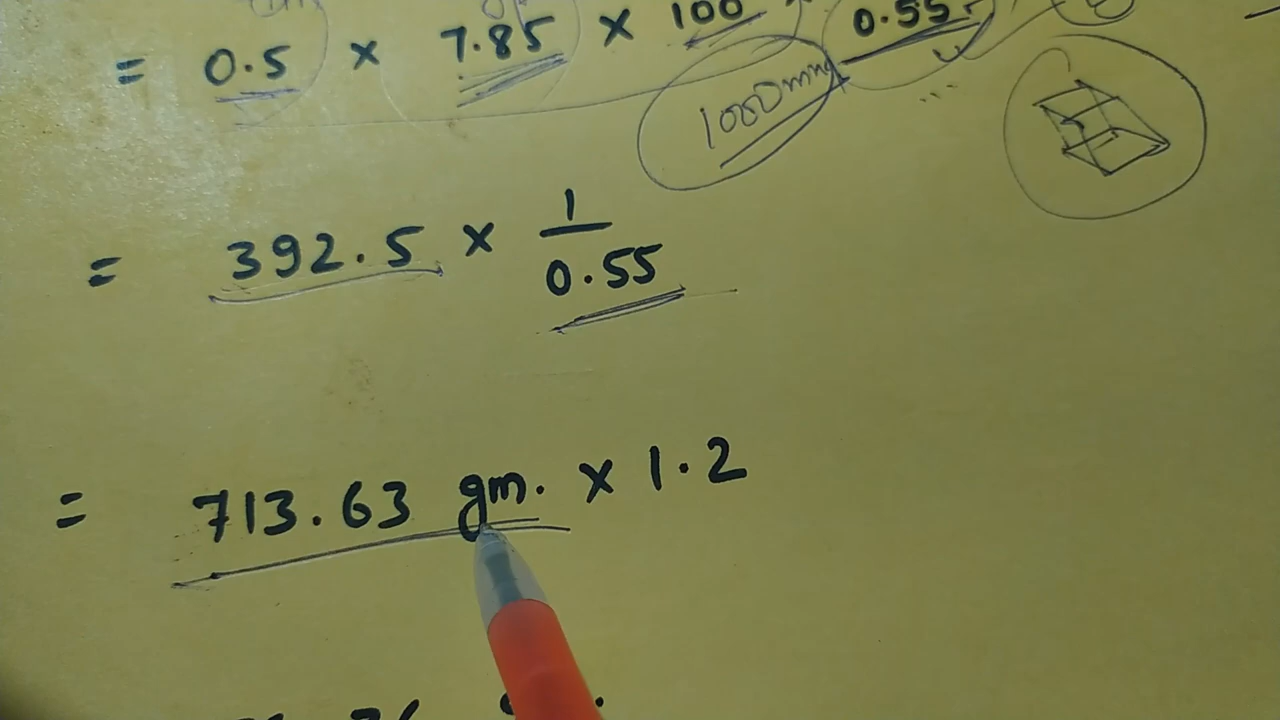 = 0.5 × 7.85 × 100 × 0.55
1000mm
= 392.5 × 1/0.55
= 713.63 gm. × 1.2